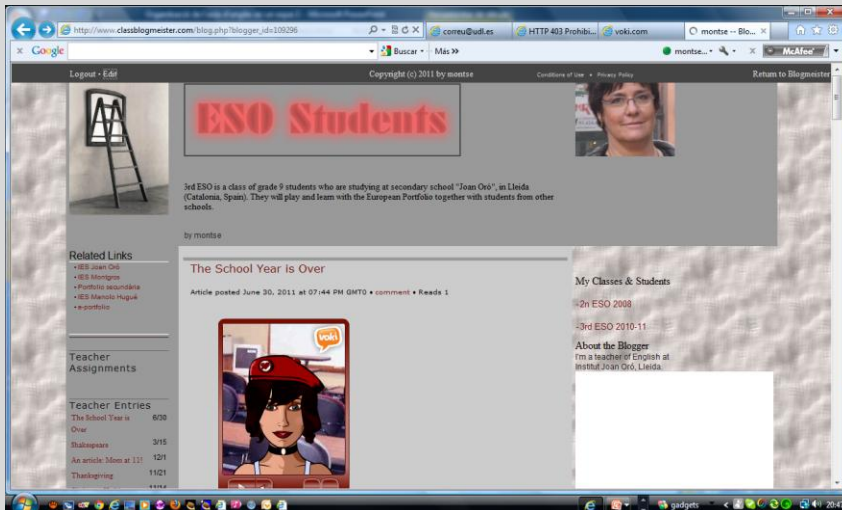 http://www.classblogmeister.com/blog.php?blogger_id=109296
correu@udl.es
HTTP 403 Prohibi...
voki.com
montse -- Blo...
Google
Buscar
Más >>
montse...
McAfee
Logout • Edit
Copyright (c) 2011 by montse
Conditions of Use • Privacy Policy
Return to Blogmeister
ESO Students
3rd ESO is a class of grade 9 students who are studying at secondary school "Joan Oró", in Lleida
(Catalonia, Spain). They will play and learn with the European Portfolio together with students from other
schools.
by montse
Related Links
•IES Joan Oró
•IES Montgros
•Portfolio secundària
•IES Manolo Hugué
•e-portfolio
Teacher
Assignments
Teacher Entries
The School Year is
Over
6/30
Shakespeare
3/15
An article: Mom at 12!
12/1
Thanksgiving
11/21
The School Year is Over
Article posted June 30, 2011 at 07:44 PM GMT0 • comment • Reads 1
voki
My Classes & Students
-2n ESO 2008
-3rd ESO 2010-11
About the Blogger
I'm a teacher of English at
Institut Joan Oró, Lleida.
gadgets
20:47